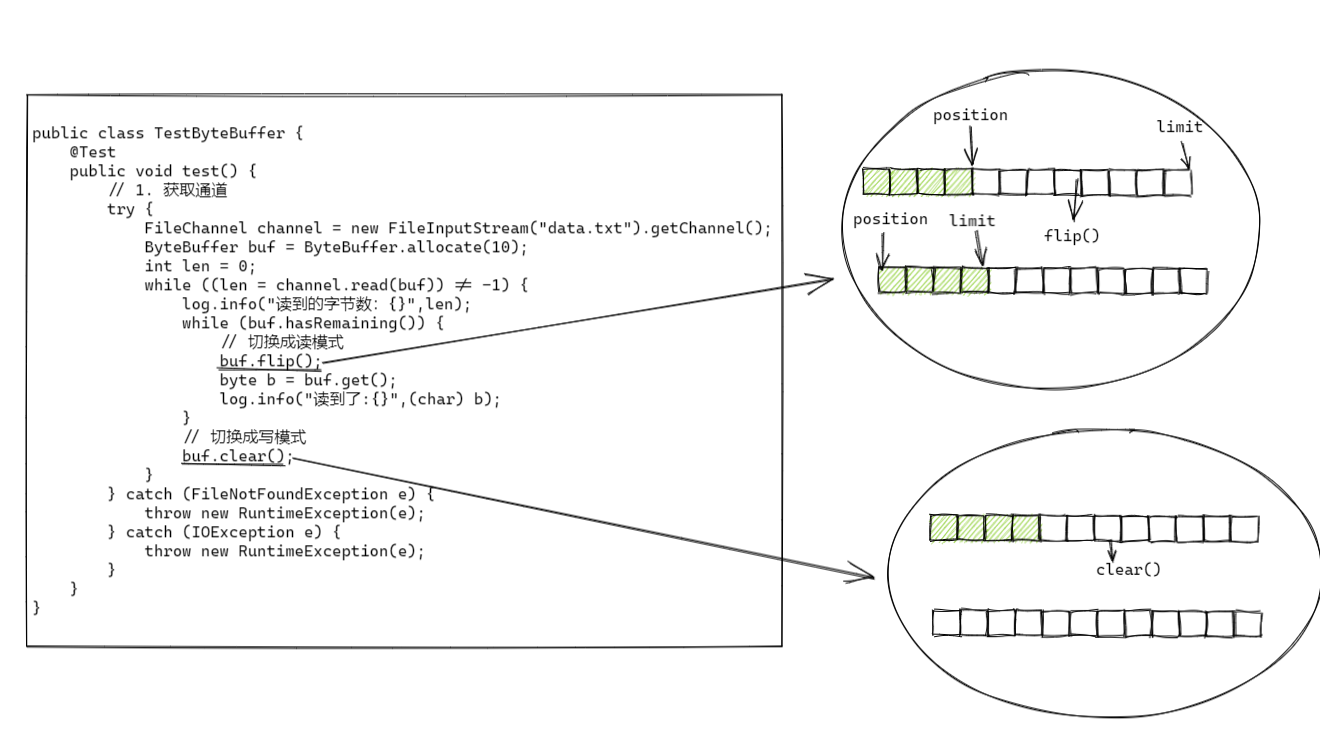 public class TestByteBuffer {
    @Test
    public void test() {
        // 1. 获取通道
        try {
            FileChannel channel = new FileInputStream("data.txt").getChannel();
            ByteBuffer buf = ByteBuffer.allocate(10);
            int len = 0;
            while ((len = channel.read(buf)) ≠ -1) {
                log.info("读到的字节数: {}",len);
                while (buf.hasRemaining()) {
                    // 切换成读模式
                    buf.flip();
                    byte b = buf.get();
                    log.info("读到了:{}",(char) b);
                }
                // 切换成写模式
                buf.clear();
            }
        } catch (FileNotFoundException e) {
            throw new RuntimeException(e);
        } catch (IOException e) {
            throw new RuntimeException(e);
        }
    }
}
position
limit
flip()
position limit
clear()